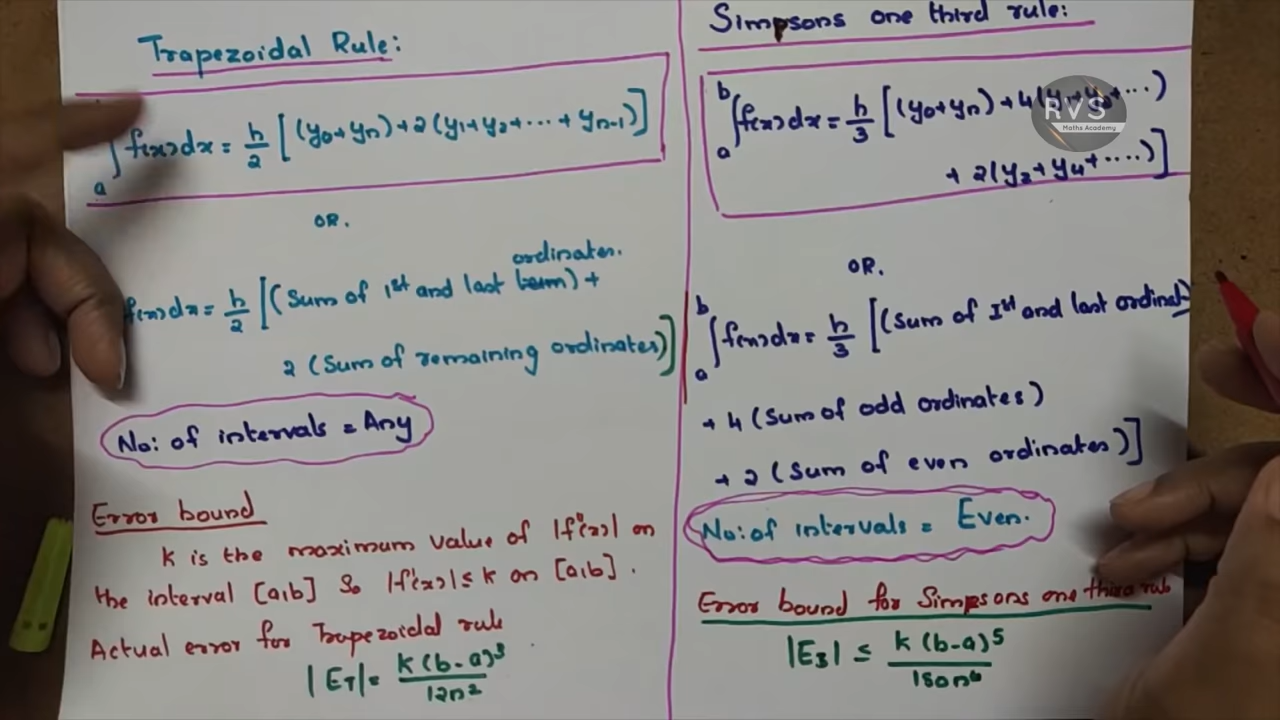 Trapezoidal Rule:
∫a f(x)dx = h/2 [(y0+yn)+2(y1+y2+...+yn-1)]
OR.
ordinates.
f(x)dx = h/2 [(Sum of 1st and last term) +
2 (Sum of remaining ordinates)]
No: of intervals = Any
Error bound
K is the maximum value of |f"(x)| on
the interval [a,b] So |f'(x)| ≤ K on [a,b].
Actual error for Trapezoidal rule
|ET| = K(b-a)^3/12n^2
Simpsons one third rule:
∫a^b f(x)dx = h/3 [(y0+yn)+4(y1+y3+...)
+ 2(y2+y4+....)]
RVS
Maths Academy
OR.
∫a^b f(x)dx = h/3 [(Sum of Ist and last ordinat
+ 4 (Sum of odd ordinates)
+ 2 (Sum of even ordinates)]
No: of intervals = Even.
Error bound for Simpsons one third rule
|Es| ≤ K(b-a)^5